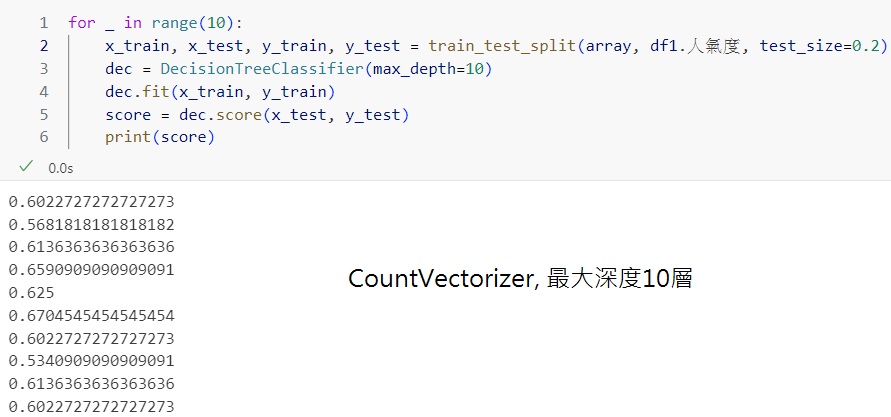 1 for _ in range(10):
2 x_train, x_test, y_train, y_test = train_test_split(array, df1.人氣度, test_size=0.2)
3 dec = DecisionTreeClassifier(max_depth=10)
4 dec.fit(x_train, y_train)
5 score = dec.score(x_test, y_test)
6 print(score)
0.0s
0.6022727272727273
0.5681818181818182
0.6136363636363636
0.6590909090909091
CountVectorizer, 最大深度10層
0.625
0.6704545454545454
0.6022727272727273
0.5340909090909091
0.6136363636363636
0.6022727272727273